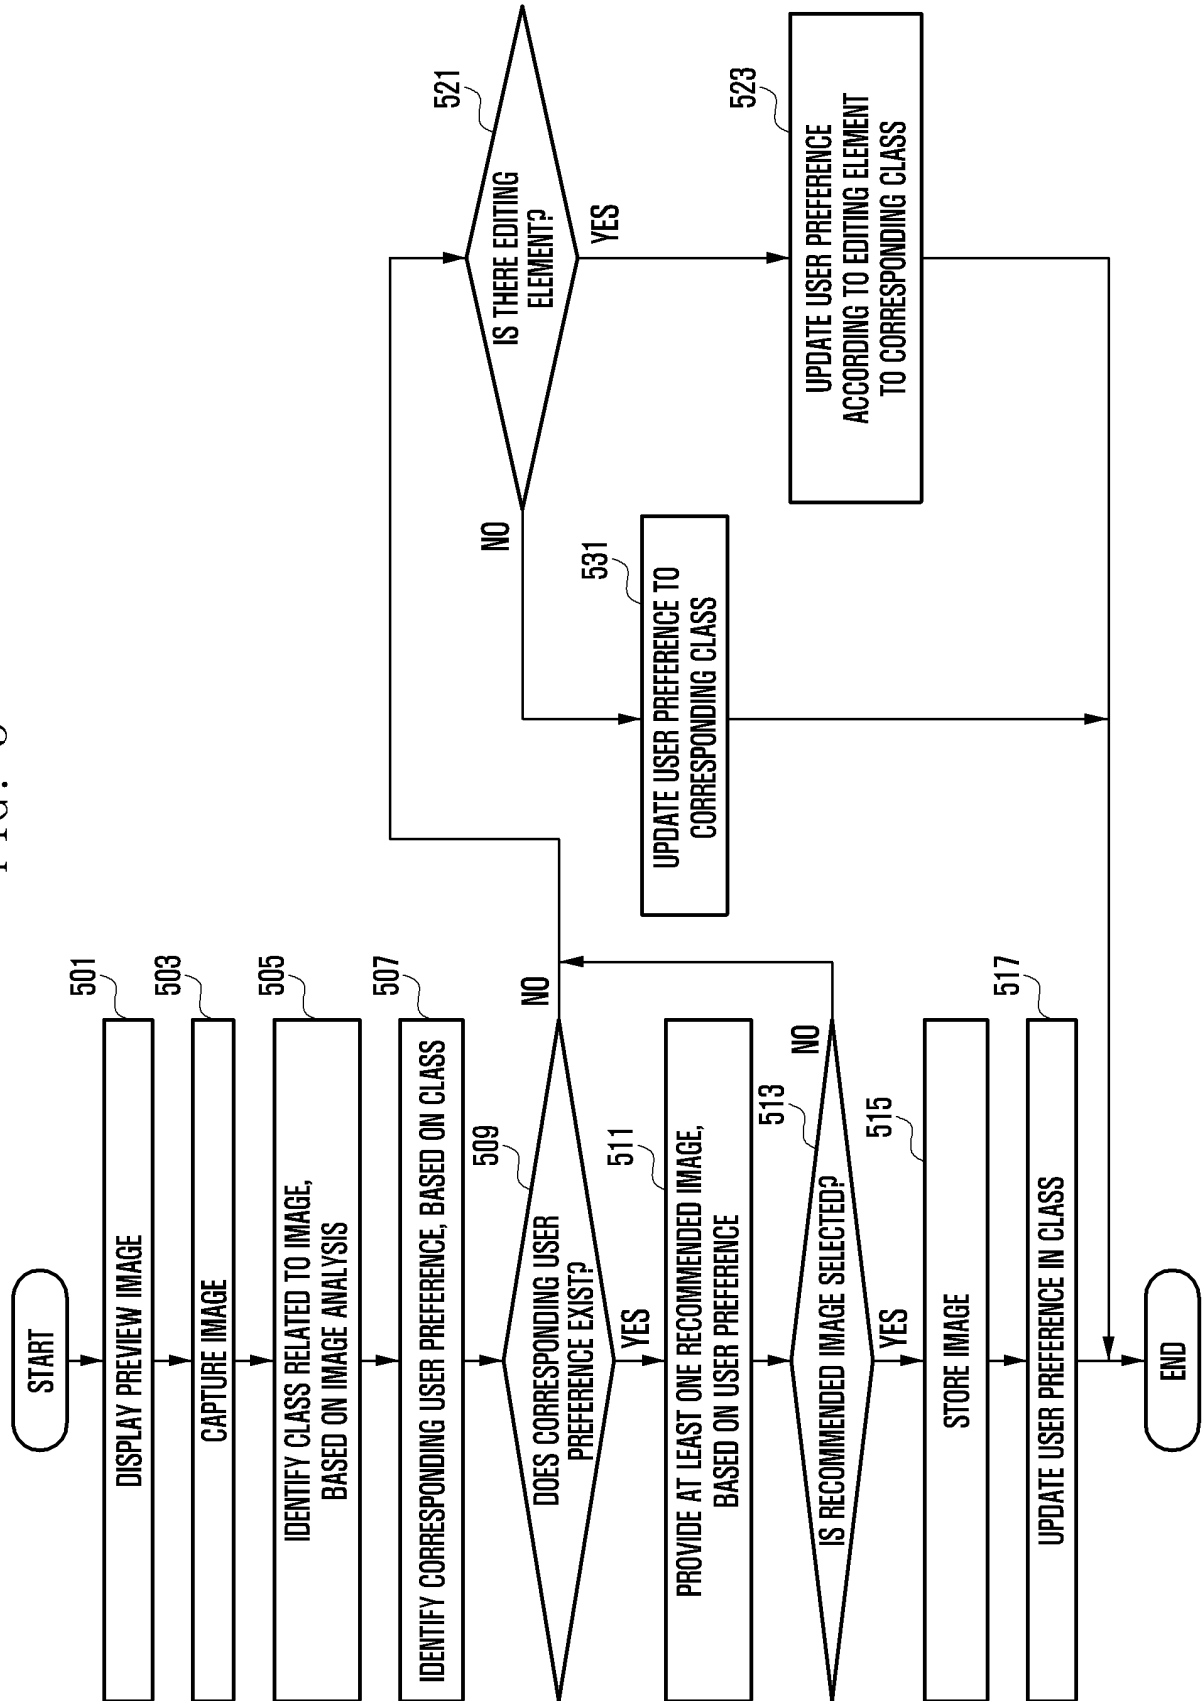 FIG.
START
501
DISPLAY PREVIEW IMAGE
503
CAPTURE IMAGE
505
IDENTIFY CLASS RELATED TO IMAGE,
BASED ON IMAGE ANALYSIS
507
IDENTIFY CORRESPONDING USER PREFERENCE, BASED ON CLASS
509
DOES CORRESPONDING USER
PREFERENCE EXIST?
NO
YES
511
PROVIDE AT LEAST ONE RECOMMENDED IMAGE,
BASED ON USER PREFERENCE
513
IS RECOMMENDED IMAGE SELECTED?
NO
YES
515
STORE IMAGE
517
UPDATE USER PREFERENCE IN CLASS
END
521
IS THERE EDITING
ELEMENT?
NO
YES
531
UPDATE USER PREFERENCE TO
CORRESPONDING CLASS
523
UPDATE USER PREFERENCE
ACCORDING TO EDITING ELEMENT
TO CORRESPONDING CLASS